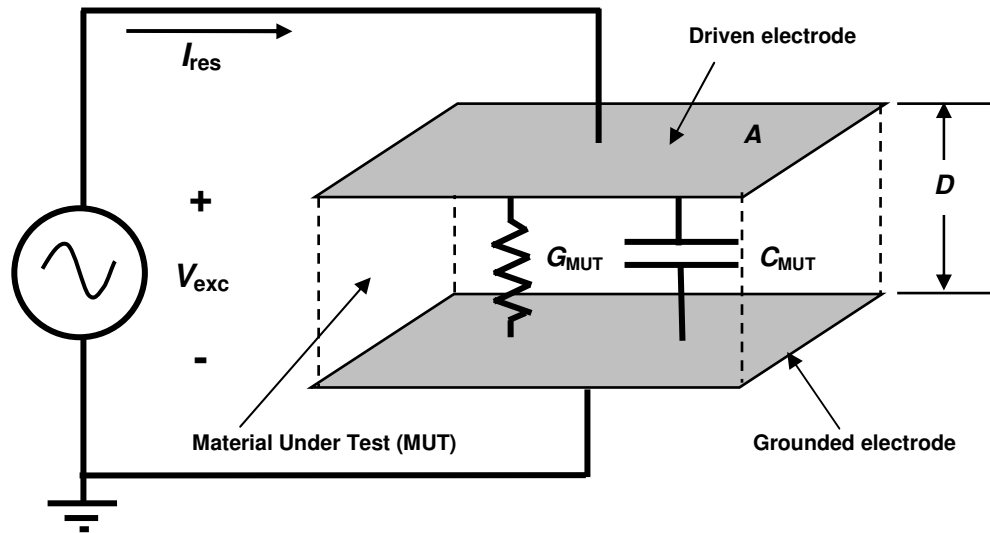 Driven electrode
I_res
A
D
+
V_exc
-
G_MUT
C_MUT
Material Under Test (MUT)
Grounded electrode